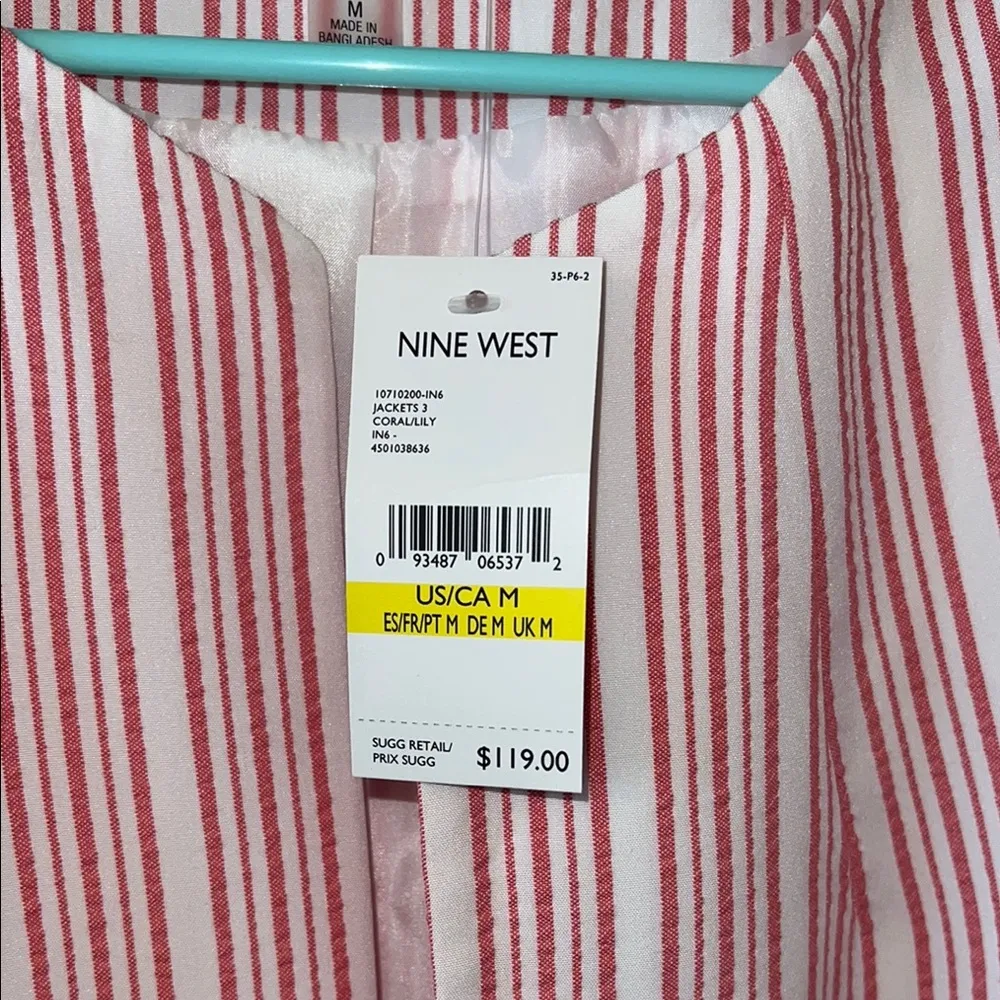 M
MADE IN
BANGLADESH
35-P6-2
NINE WEST
10710200-IN6
JACKETS 3
CORAL/LILY
IN6 -
4501038636
0 93487 06537 2
US/CA M
ES/FR/PT M DE M UK M
SUGG RETAIL/
PRIX SUGG $119.00